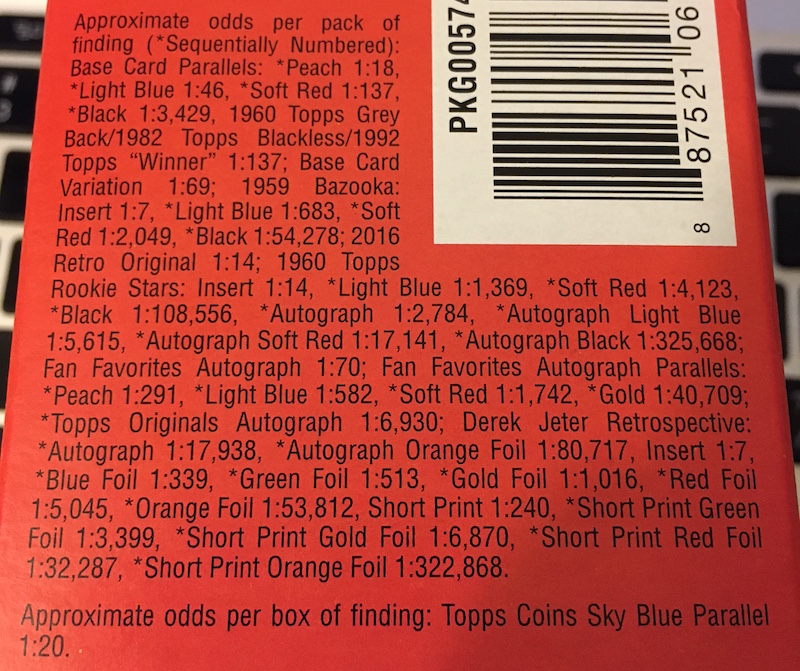 Approximate odds per pack of
finding (*Sequentially Numbered):
Base Card Parallels: *Peach 1:18,
*Light Blue 1:46, *Soft Red 1:137,
*Black 1:3,429, 1960 Topps Grey
Back/1982 Topps Blackless/1992
Topps “Winner” 1:137; Base Card
Variation 1:69; 1959 Bazooka:
Insert 1:7, *Light Blue 1:683, *Soft
Red 1:2,049, *Black 1:54,278; 2016
Retro Original 1:14; 1960 Topps
Rookie Stars: Insert 1:14, *Light Blue 1:1,369, *Soft Red 1:4,123,
*Black 1:108,556, *Autograph 1:2,784, *Autograph Light Blue
1:5,615, *Autograph Soft Red 1:17,141, *Autograph Black 1:325,668;
Fan Favorites Autograph 1:70; Fan Favorites Autograph Parallels:
*Peach 1:291, *Light Blue 1:582, *Soft Red 1:1,742, *Gold 1:40,709;
*Topps Originals Autograph 1:6,930; Derek Jeter Retrospective:
*Autograph 1:17,938, *Autograph Orange Foil 1:80,717, Insert 1:7,
*Blue Foil 1:339, *Green Foil 1:513, *Gold Foil 1:1,016, *Red Foil
1:5,045, *Orange Foil 1:53,812, Short Print 1:240, *Short Print Green
Foil 1:3,399, *Short Print Gold Foil 1:6,870, *Short Print Red Foil
1:32,287, *Short Print Orange Foil 1:322,868.
Approximate odds per box of finding: Topps Coins Sky Blue Parallel
1:20.
PKG00574
8 87521 06